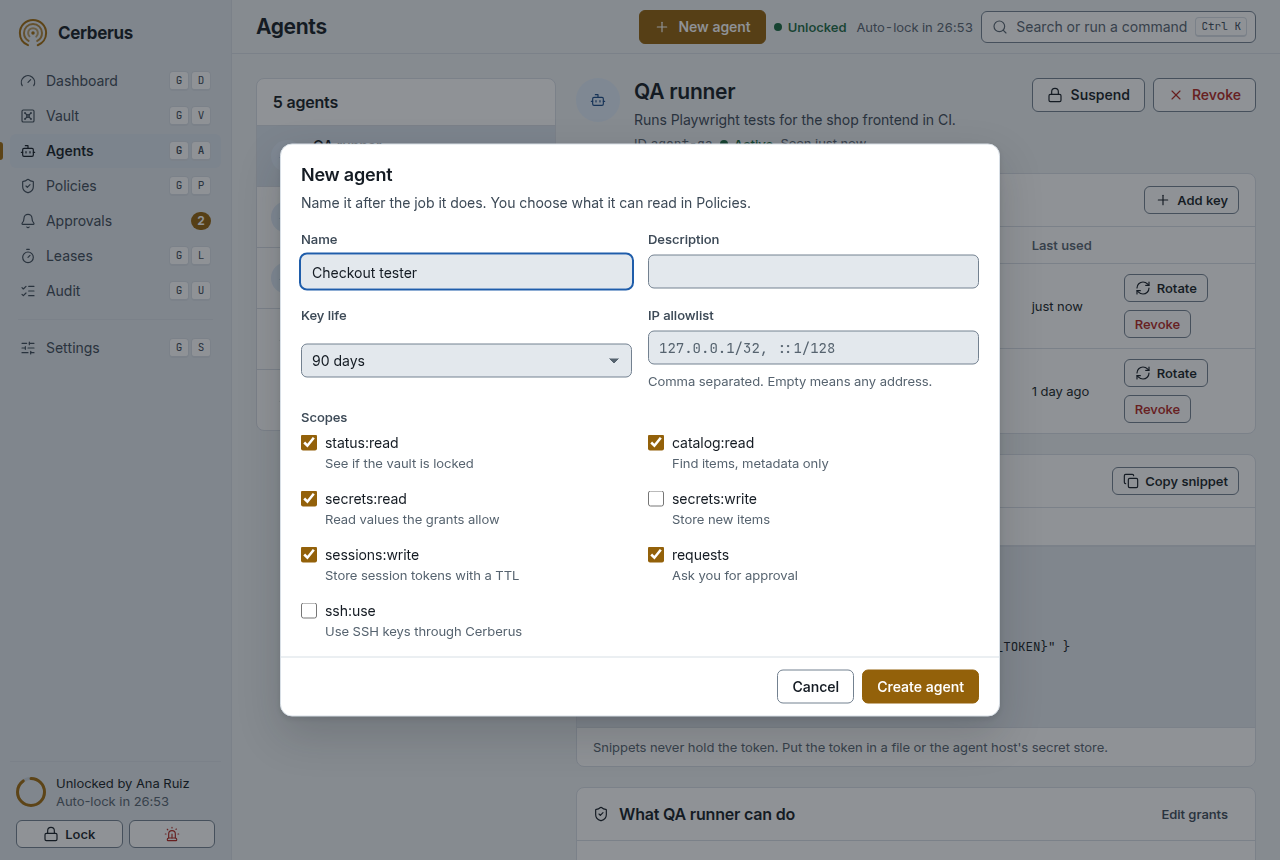 Cerberus
Agents
New agent
Unlocked
Auto-lock in 26:53
Search or run a command
Ctrl K
Dashboard G D
Vault G V
Agents G A
Policies G P
Approvals 2
Leases G L
Audit G U
Settings G S
5 agents
QA runner
Runs Playwright tests for the shop frontend in CI.
Suspend
Revoke
Add key
Last used
just now
Rotate
Revoke
1 day ago
Rotate
Revoke
Copy snippet
_TOKEN}" }
Snippets never hold the token. Put the token in a file or the agent host's secret store.
What QA runner can do
Edit grants
New agent
Name it after the job it does. You choose what it can read in Policies.
Name
Description
Checkout tester
Key life
IP allowlist
90 days
127.0.0.1/32, ::1/128
Comma separated. Empty means any address.
Scopes
status:read
See if the vault is locked
catalog:read
Find items, metadata only
secrets:read
Read values the grants allow
secrets:write
Store new items
sessions:write
Store session tokens with a TTL
requests
Ask you for approval
ssh:use
Use SSH keys through Cerberus
Cancel
Create agent
Unlocked by Ana Ruiz
Auto-lock in 26:53
Lock